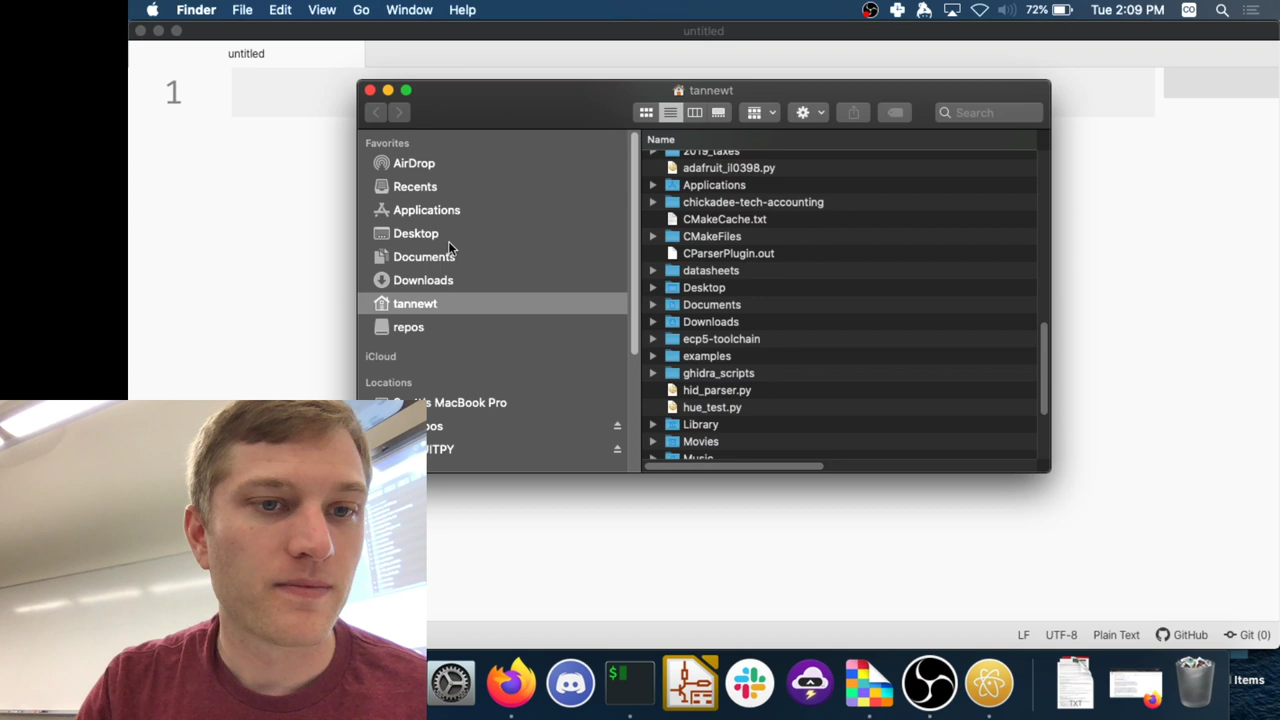 Finder File Edit View Go Window Help 72% Tue 2:09 PM CO
untitled
untitled
1
tannewt
Search
Favorites
AirDrop
Recents
Applications
Desktop
Documents
Downloads
tannewt
repos
iCloud
Locations
MacBook Pro
Name
2019_taxes
adafruit_il0398.py
Applications
chickadee-tech-accounting
CMakeCache.txt
CMakeFiles
CParserPlugin.out
datasheets
Desktop
Documents
Downloads
ecp5-toolchain
examples
ghidra_scripts
hid_parser.py
hue_test.py
Library
Movies
Music
LF UTF-8 Plain Text GitHub Git (0)
$
TXT
Items